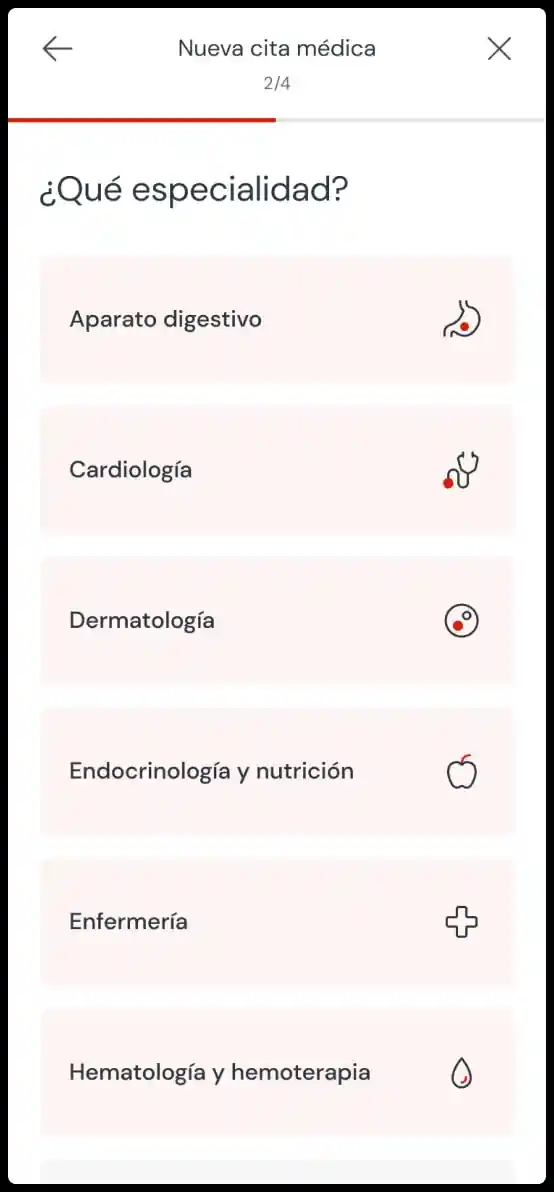 Nueva cita médica
2/4
¿Qué especialidad?
Aparato digestivo
Cardiología
Dermatología
Endocrinología y nutrición
Enfermería
Hematología y hemoterapia